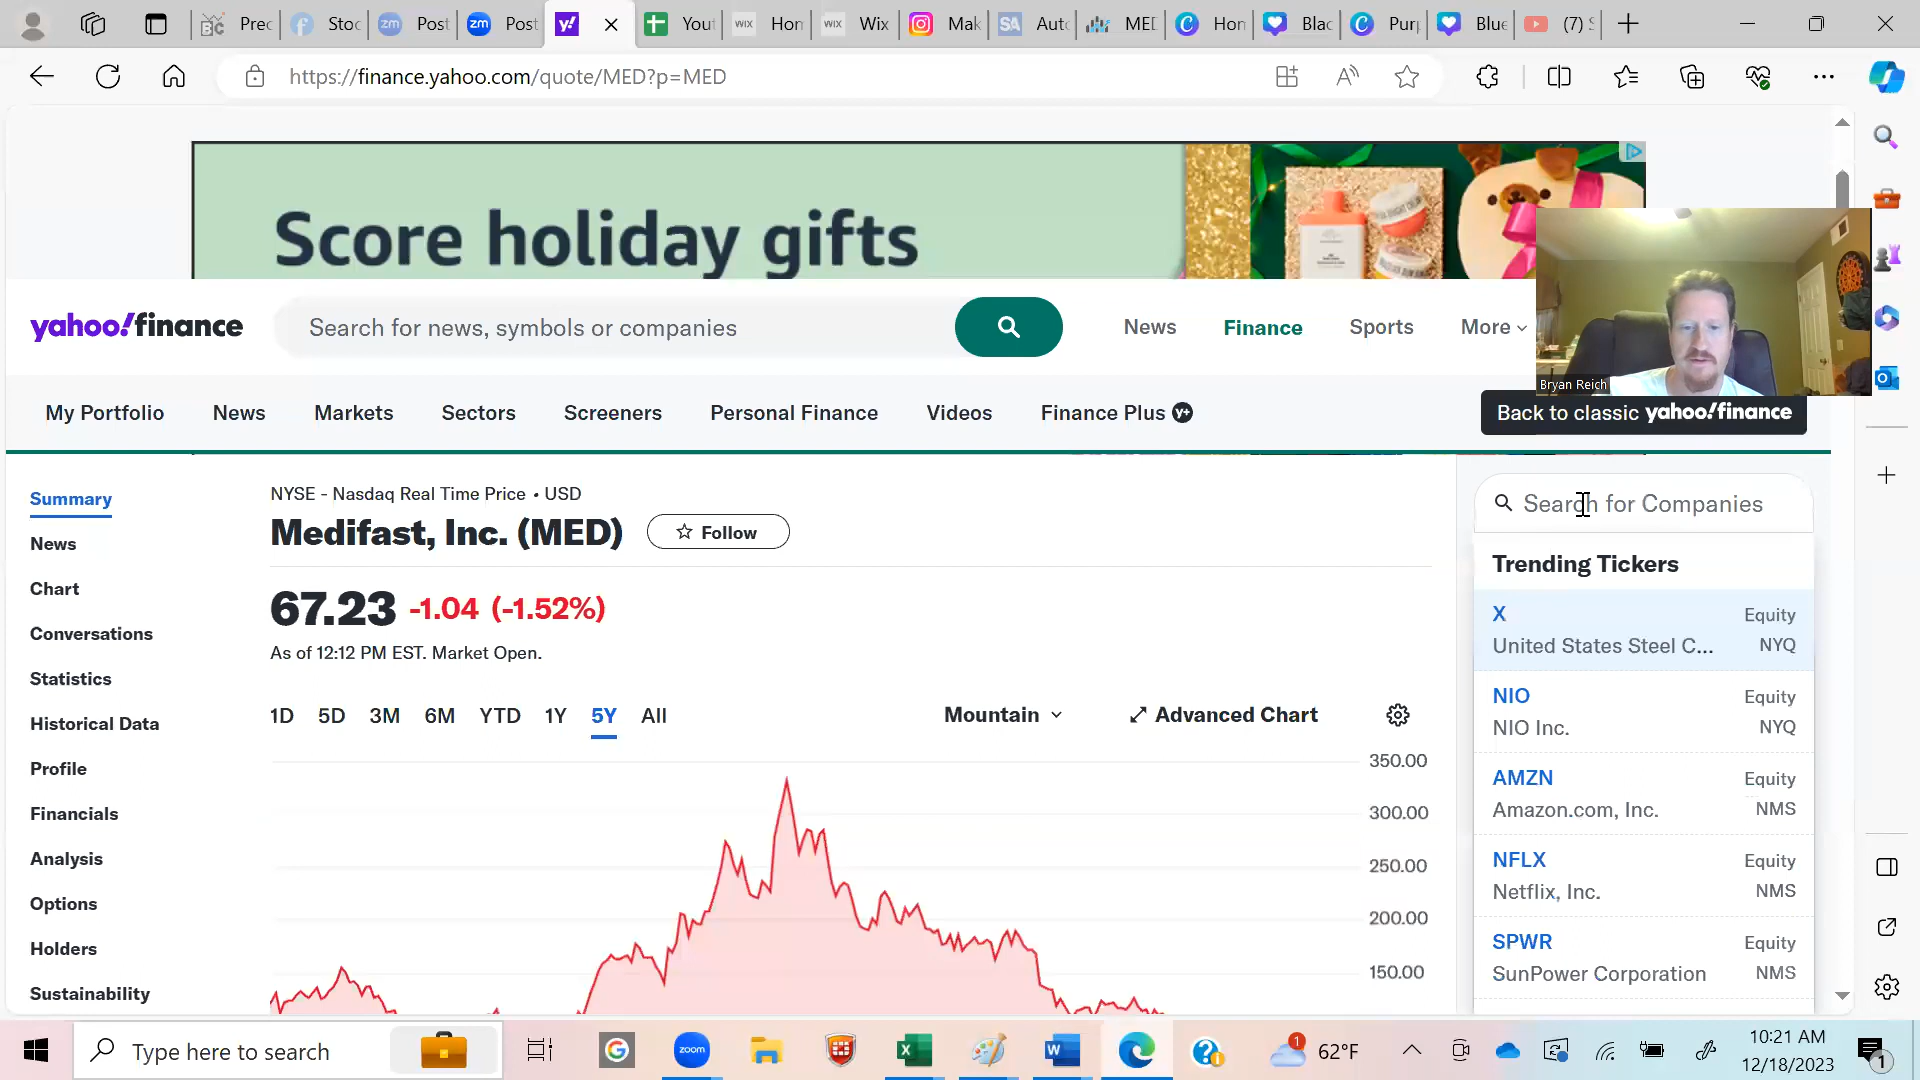 Prec
Stoc
Post
Post
Yout
Hom
Wix
Mak
Auto
MED
Hon
Blac
Purp
Blue
(7) S
https://finance.yahoo.com/quote/MED?p=MED
Score holiday gifts
yahoo!finance
Search for news, symbols or companies
News
Finance
Sports
More
Bryan Reich
My Portfolio
News
Markets
Sectors
Screeners
Personal Finance
Videos
Finance Plus
Back to classic yahoo!finance
Summary
News
Chart
Conversations
Statistics
Historical Data
Profile
Financials
Analysis
Options
Holders
Sustainability
NYSE - Nasdaq Real Time Price • USD
Medifast, Inc. (MED)
Follow
67.23 -1.04 (-1.52%)
As of 12:12 PM EST. Market Open.
1D 5D 3M 6M YTD 1Y 5Y All
Mountain
Advanced Chart
350.00
300.00
250.00
200.00
150.00
Search for Companies
Trending Tickers
X Equity
United States Steel C... NYQ
NIO Equity
NIO Inc. NYQ
AMZN Equity
Amazon.com, Inc. NMS
NFLX Equity
Netflix, Inc. NMS
SPWR Equity
SunPower Corporation NMS
Type here to search
zoom
1
62°F
10:21 AM
12/18/2023
1